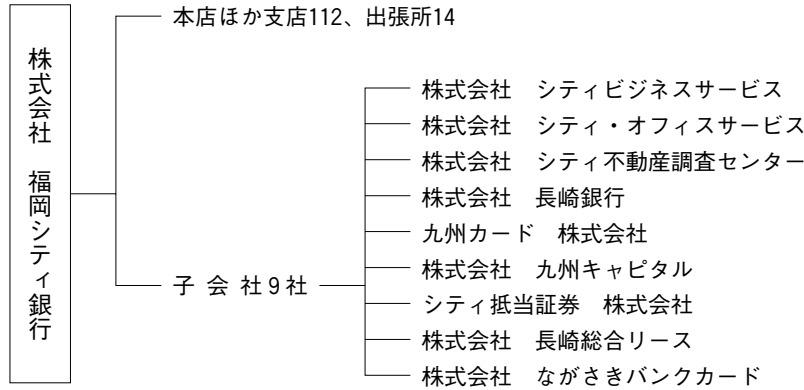 株式会社　福岡シティ銀行
本店ほか支店112、出張所14
子会社9社
株式会社　シティビジネスサービス
株式会社　シティ・オフィスサービス
株式会社　シティ不動産調査センター
株式会社　長崎銀行
九州カード　株式会社
株式会社　九州キャピタル
シティ抵当証券　株式会社
株式会社　長崎総合リース
株式会社　ながさきバンクカード